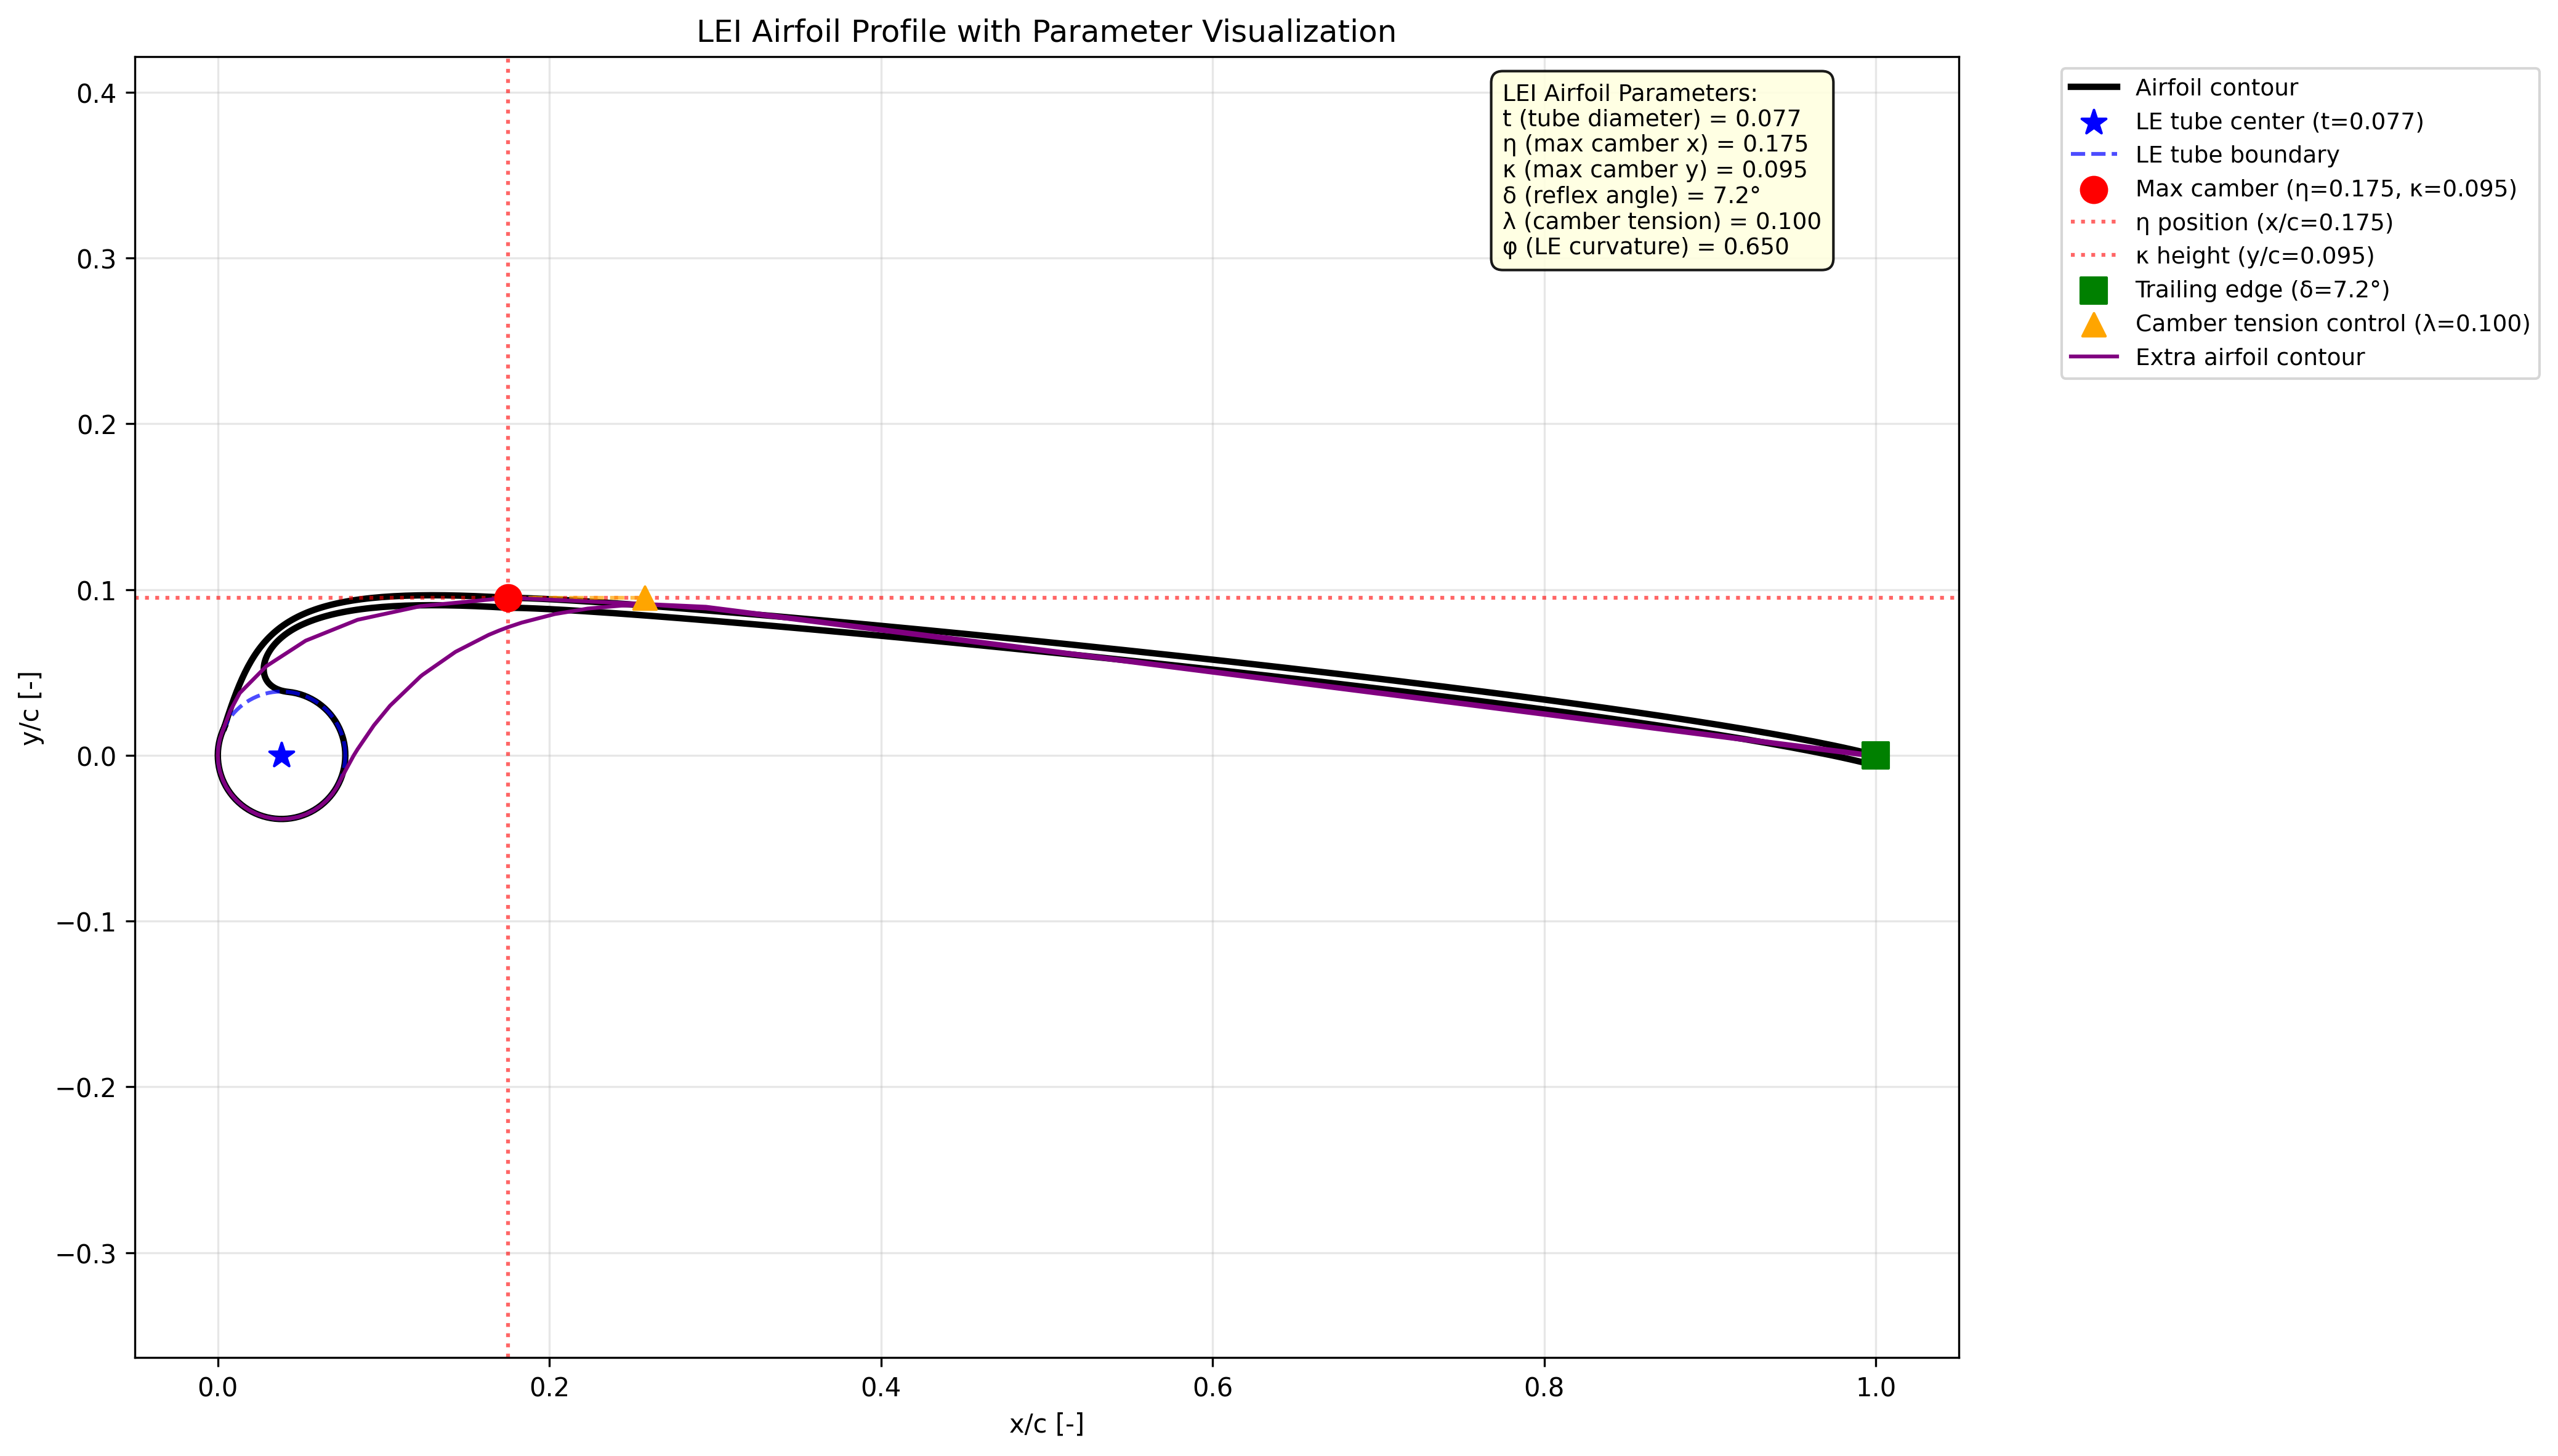 LEI Airfoil Profile with Parameter Visualization
LEI Airfoil Parameters:
t (tube diameter) = 0.077
η (max camber x) = 0.175
κ (max camber y) = 0.095
δ (reflex angle) = 7.2°
λ (camber tension) = 0.100
φ (LE curvature) = 0.650
Airfoil contour
LE tube center (t=0.077)
LE tube boundary
Max camber (η=0.175, κ=0.095)
η position (x/c=0.175)
κ height (y/c=0.095)
Trailing edge (δ=7.2°)
Camber tension control (λ=0.100)
Extra airfoil contour
y/c [-]
0.4
0.3
0.2
0.1
0.0
−0.1
−0.2
−0.3
0.0 0.2 0.4 0.6 0.8 1.0
x/c [-]